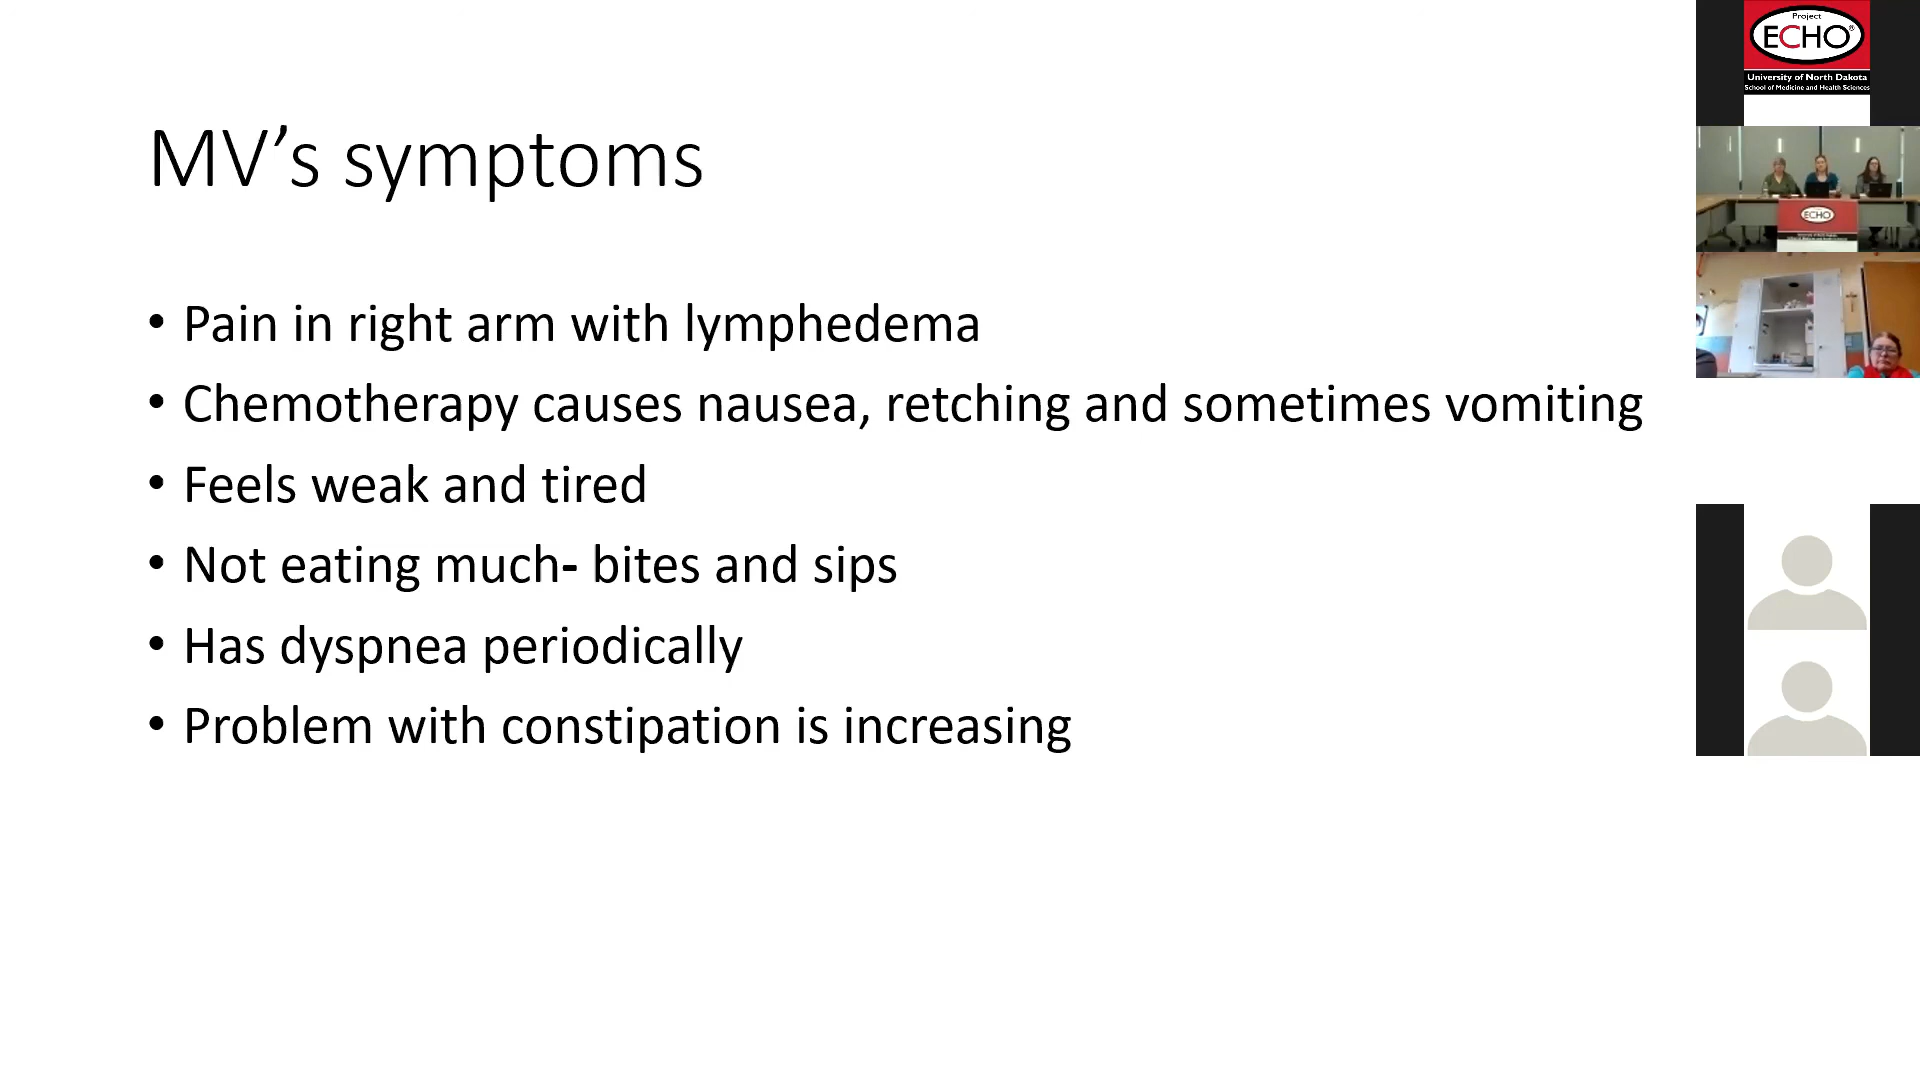 MV’s symptoms
• Pain in right arm with lymphedema
• Chemotherapy causes nausea, retching and sometimes vomiting
• Feels weak and tired
• Not eating much- bites and sips
• Has dyspnea periodically
• Problem with constipation is increasing
Project
ECHO®
University of North Dakota
School of Medicine and Health Sciences
ECHO